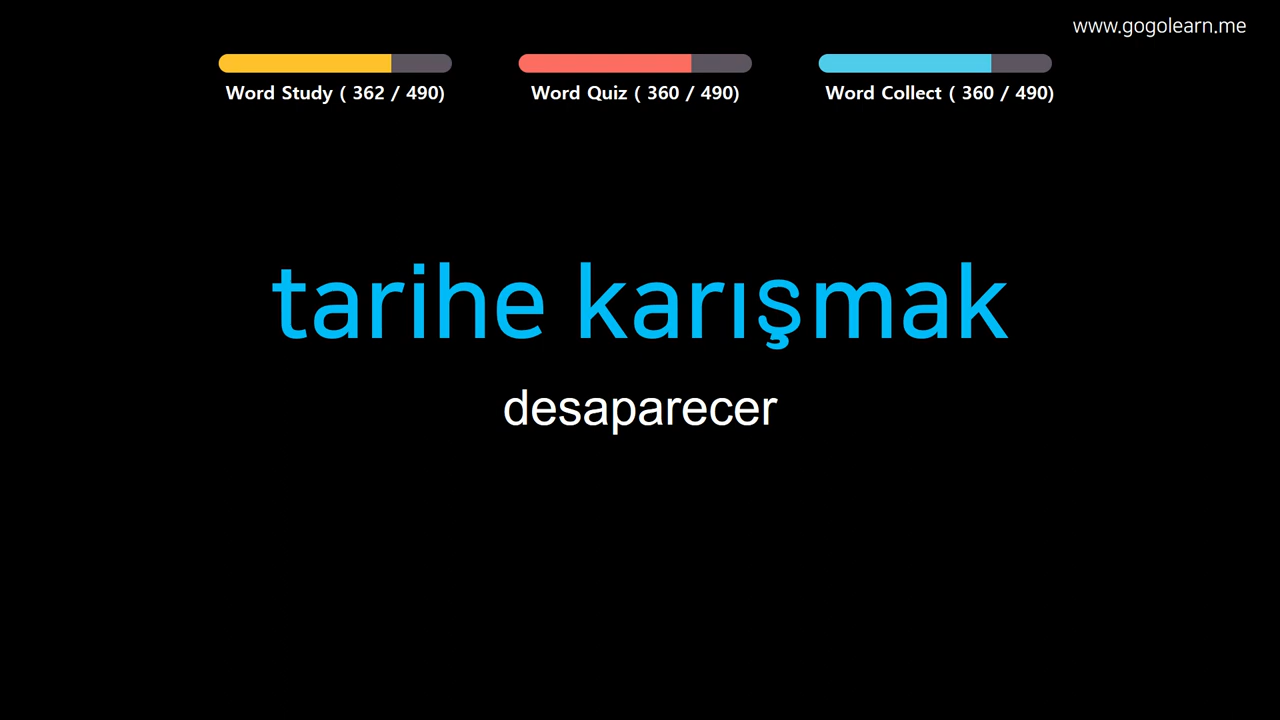 www.gogolearn.me
Word Study ( 362 / 490)
Word Quiz ( 360 / 490)
Word Collect ( 360 / 490)
tarihe karışmak
desaparecer